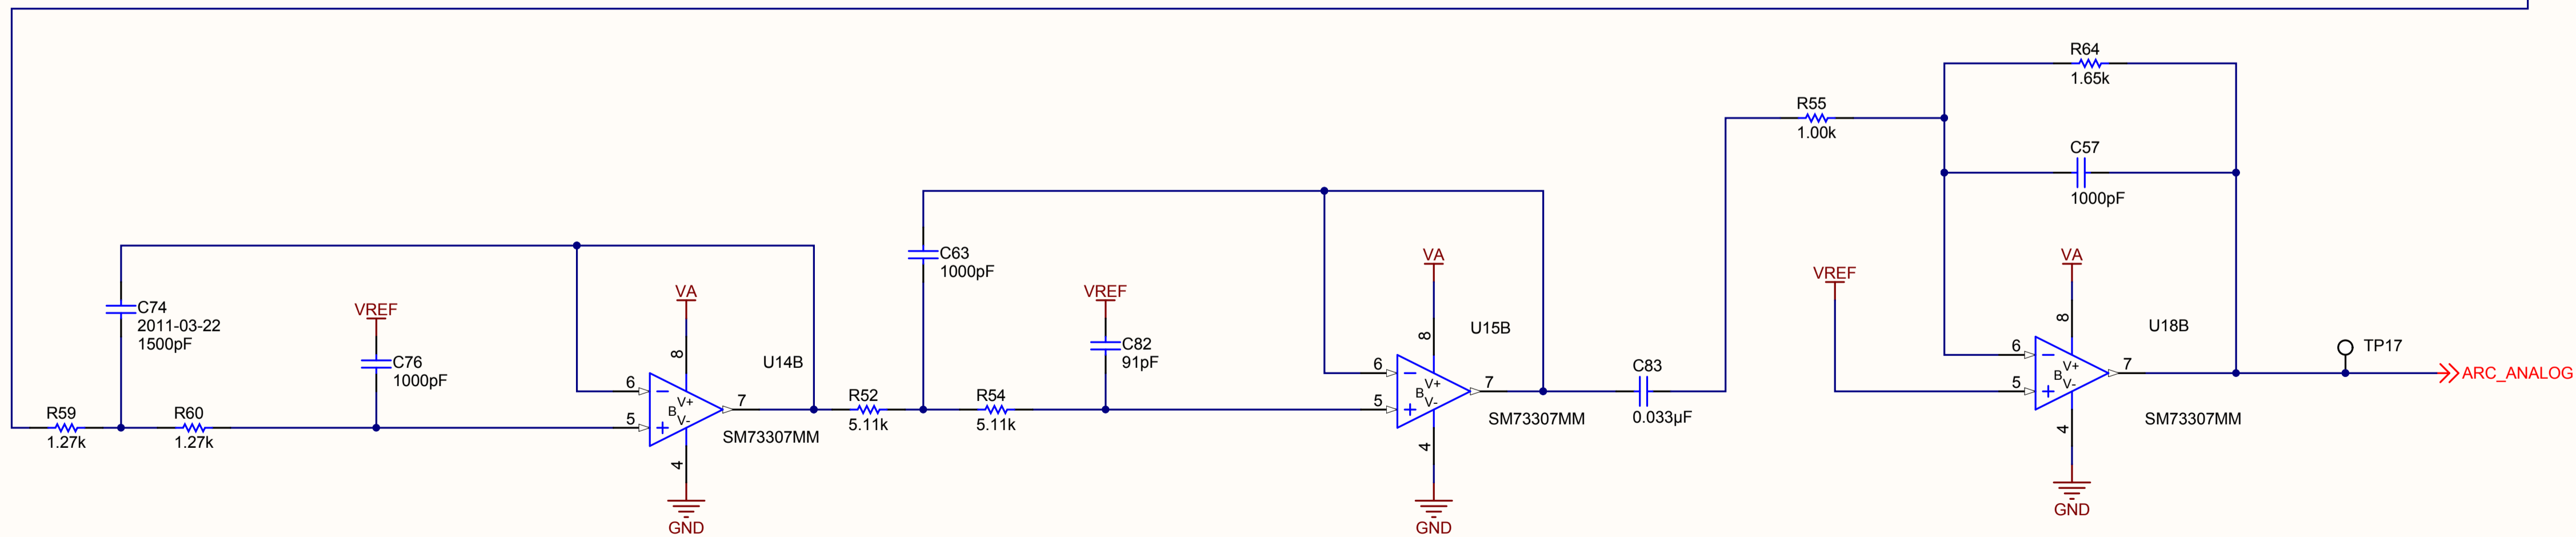 R64
1.65k
R55
1.00k
C57
1000pF
C63
1000pF
VA
VA
VREF
C74
2011-03-22
1500pF
VREF
C76
1000pF
VA
8
U14B
6
5
V+
B
V-
7
SM73307MM
4
GND
R59
1.27k
R60
1.27k
R52
5.11k
R54
5.11k
VREF
C82
91pF
8
U15B
6
5
V+
B
V-
7
SM73307MM
4
GND
C83
0.033µF
8
U18B
6
5
V+
B
V-
7
SM73307MM
4
GND
TP17
ARC_ANALOG